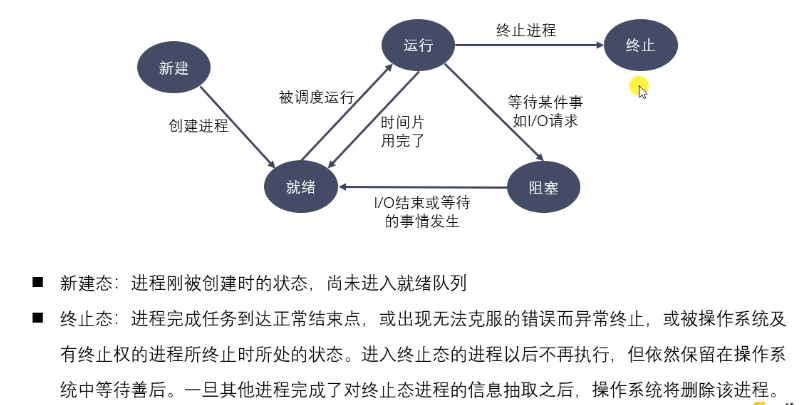 运行
终止进程
终止
新建
被调度运行
等待某件事
如I/O请求
创建进程
时间片
用完了
就绪
阻塞
I/O结束或等待
的事情发生
■ 新建态：进程刚被创建时的状态，尚未进入就绪队列
■ 终止态：进程完成任务到达正常结束点，或出现无法克服的错误而异常终止，或被操作系统及
有终止权的进程所终止时所处的状态。进入终止态的进程以后不再执行，但依然保留在操作系
统中等待善后。一旦其他进程完成了对终止态进程的信息抽取之后，操作系统将删除该进程。